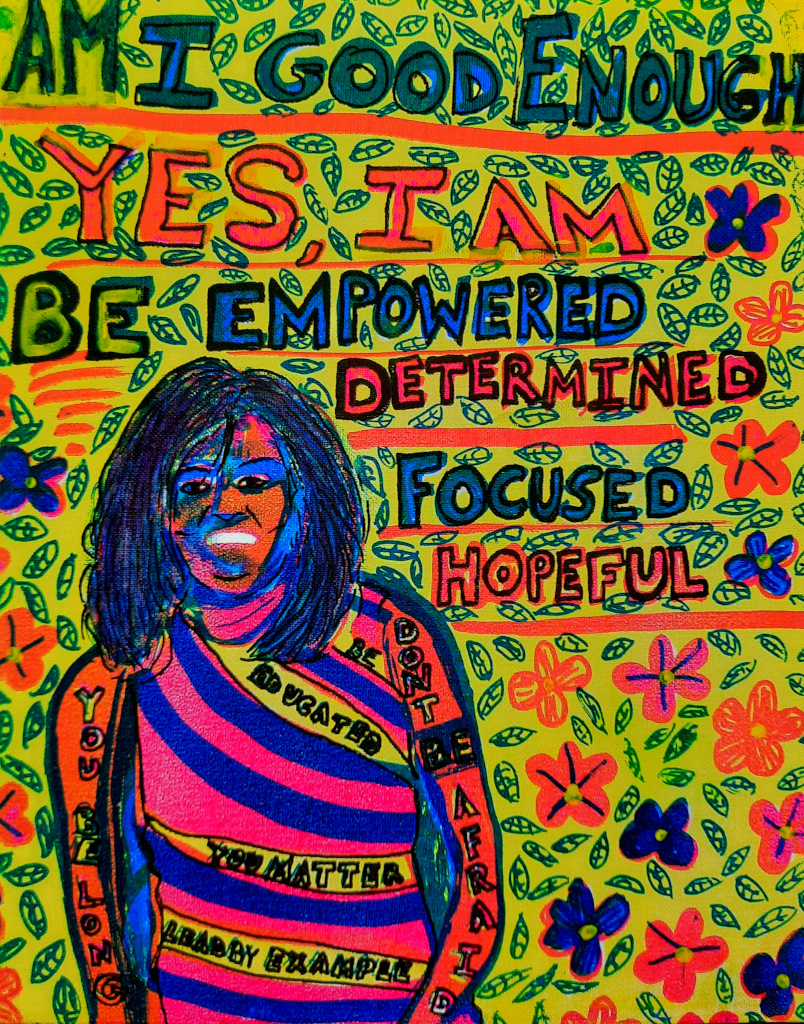 AM I GOOD ENOUGH
YES, I AM
BE EMPOWERED
DETERMINED
FOCUSED
HOPEFUL
BE
EDUCATED
YOU MATTER
LEAD BY EXAMPLE
YOU BELONG
DON'T BE AFRAID